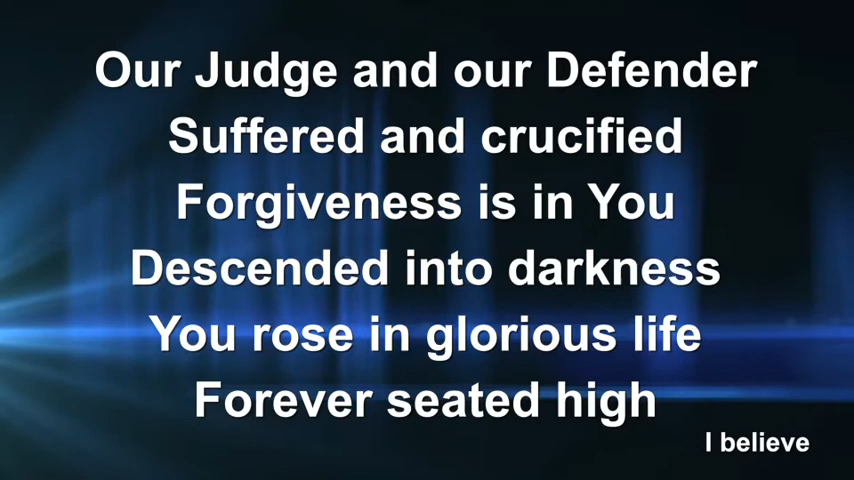 Our Judge and our Defender
Suffered and crucified
Forgiveness is in You
Descended into darkness
You rose in glorious life
Forever seated high
I believe